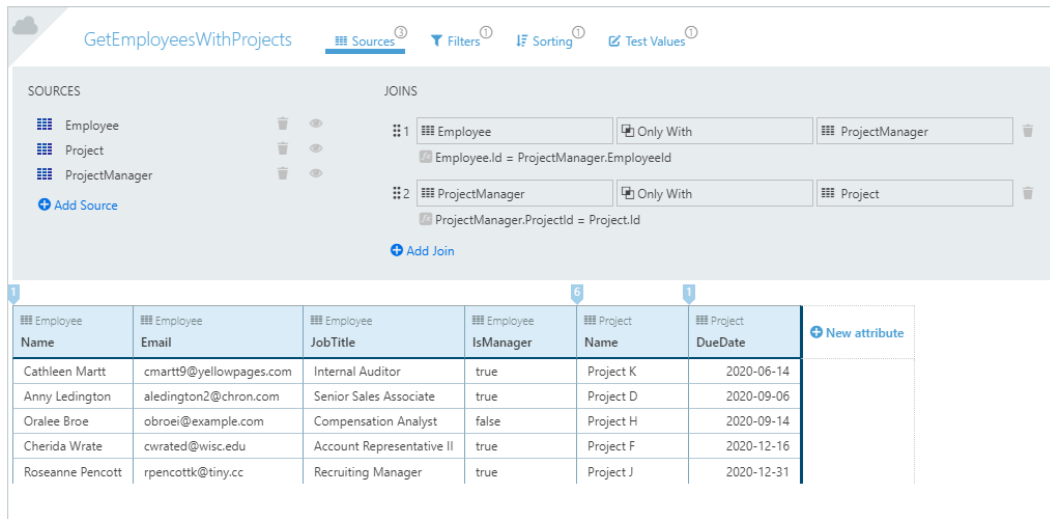 GetEmployeesWithProjects Sources 3 Filters 1 Sorting 1 Test Values 1
SOURCES
Employee
Project
ProjectManager
Add Source
JOINS
1 Employee Only With ProjectManager
fx Employee.Id = ProjectManager.EmployeeId
2 ProjectManager Only With Project
fx ProjectManager.ProjectId = Project.Id
Add Join
1 6 1
Employee Employee Employee Employee Project Project
Name Email JobTitle IsManager Name DueDate New attribute
Cathleen Martt cmartt9@yellowpages.com Internal Auditor true Project K 2020-06-14
Anny Ledington aledington2@chron.com Senior Sales Associate true Project D 2020-09-06
Oralee Broe obroei@example.com Compensation Analyst false Project H 2020-09-14
Cherida Wrate cwrated@wisc.edu Account Representative II true Project F 2020-12-16
Roseanne Pencott rpencottk@tiny.cc Recruiting Manager true Project J 2020-12-31